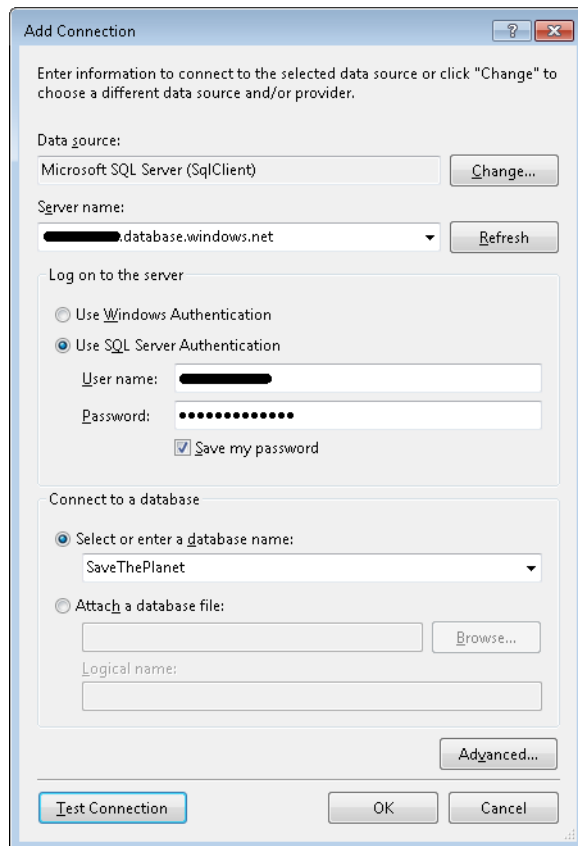 Add Connection
Enter information to connect to the selected data source or click "Change" to
choose a different data source and/or provider.
Data source:
Microsoft SQL Server (SqlClient)
Change...
Server name:
.database.windows.net
Refresh
Log on to the server
Use Windows Authentication
Use SQL Server Authentication
User name:
Password:
●●●●●●●●●●●●●
Save my password
Connect to a database
Select or enter a database name:
SaveThePlanet
Attach a database file:
Browse...
Logical name:
Advanced...
Test Connection
OK
Cancel